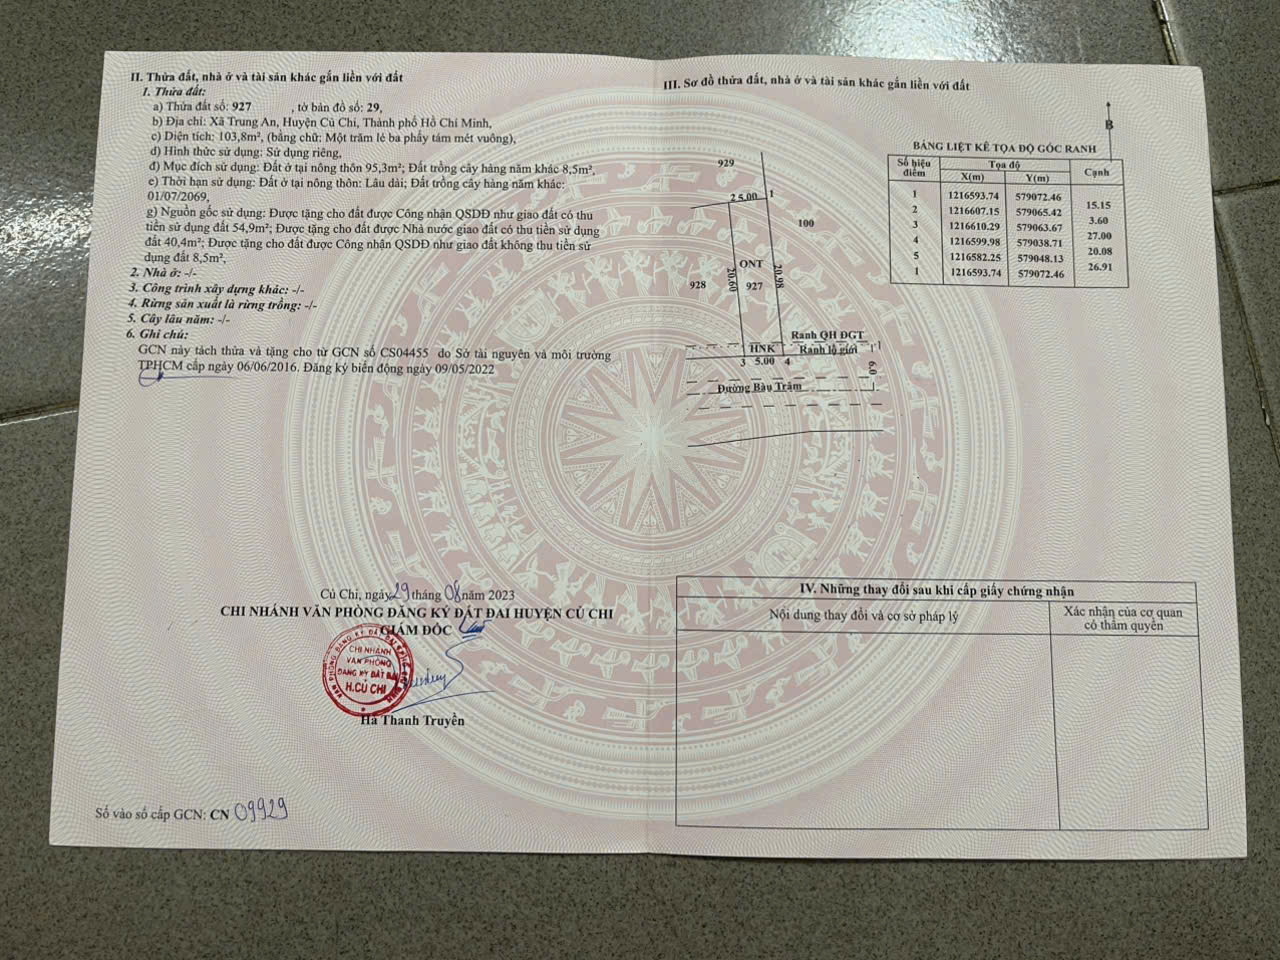 II. Thửa đất, nhà ở và tài sản khác gắn liền với đất
1. Thửa đất:
a) Thửa đất số: 927 , tờ bản đồ số: 29,
b) Địa chỉ: Xã Trung An, Huyện Củ Chi, Thành phố Hồ Chí Minh,
c) Diện tích: 103,8m², (bằng chữ: Một trăm lẻ ba phẩy tám mét vuông),
d) Hình thức sử dụng: Sử dụng riêng,
đ) Mục đích sử dụng: Đất ở tại nông thôn 95,3m²; Đất trồng cây hàng năm khác 8,5m²,
e) Thời hạn sử dụng: Đất ở tại nông thôn: Lâu dài; Đất trồng cây hàng năm khác:
01/07/2069,
g) Nguồn gốc sử dụng: Được tặng cho đất được Công nhận QSDĐ như giao đất có thu
tiền sử dụng đất 54,9m²; Được tặng cho đất được Nhà nước giao đất có thu tiền sử dụng
đất 40,4m²; Được tặng cho đất được Công nhận QSDĐ như giao đất không thu tiền sử
dụng đất 8,5m²,
2. Nhà ở: -/-
3. Công trình xây dựng khác: -/-
4. Rừng sản xuất là rừng trồng: -/-
5. Cây lâu năm: -/-
6. Ghi chú:
GCN này tách thửa và tặng cho từ GCN số CS04455 do Sở tài nguyên và môi trường
TPHCM cấp ngày 06/06/2016. Đăng ký biến động ngày 09/05/2022
Củ Chi, ngày 29 tháng 08 năm 2023
CHI NHÁNH VĂN PHÒNG ĐĂNG KÝ ĐẤT ĐAI HUYỆN CỦ CHI
GIÁM ĐỐC
CHI NHÁNH
VĂN PHÒNG
ĐĂNG KÝ ĐẤT ĐAI
H.CỦ CHI
Hà Thanh Truyền
Số vào sổ cấp GCN: CN 09929
III. Sơ đồ thửa đất, nhà ở và tài sản khác gắn liền với đất
B
929
2 5.00 1
100
ONT
927
928
20.60
20.98
Ranh QH ĐGT
HNK
Ranh lộ giới
3 5.00 4
6.0
Đường Bàu Trâm
BẢNG LIỆT KÊ TỌA ĐỘ GÓC RANH
Số hiệu điểm Tọa độ Cạnh
X(m) Y(m)
1 1216593.74 579072.46
15.15
2 1216607.15 579065.42
3.60
3 1216610.29 579063.67
27.00
4 1216599.98 579038.71
20.08
5 1216582.25 579048.13
26.91
1 1216593.74 579072.46
IV. Những thay đổi sau khi cấp giấy chứng nhận
Nội dung thay đổi và cơ sở pháp lý
Xác nhận của cơ quan
có thẩm quyền